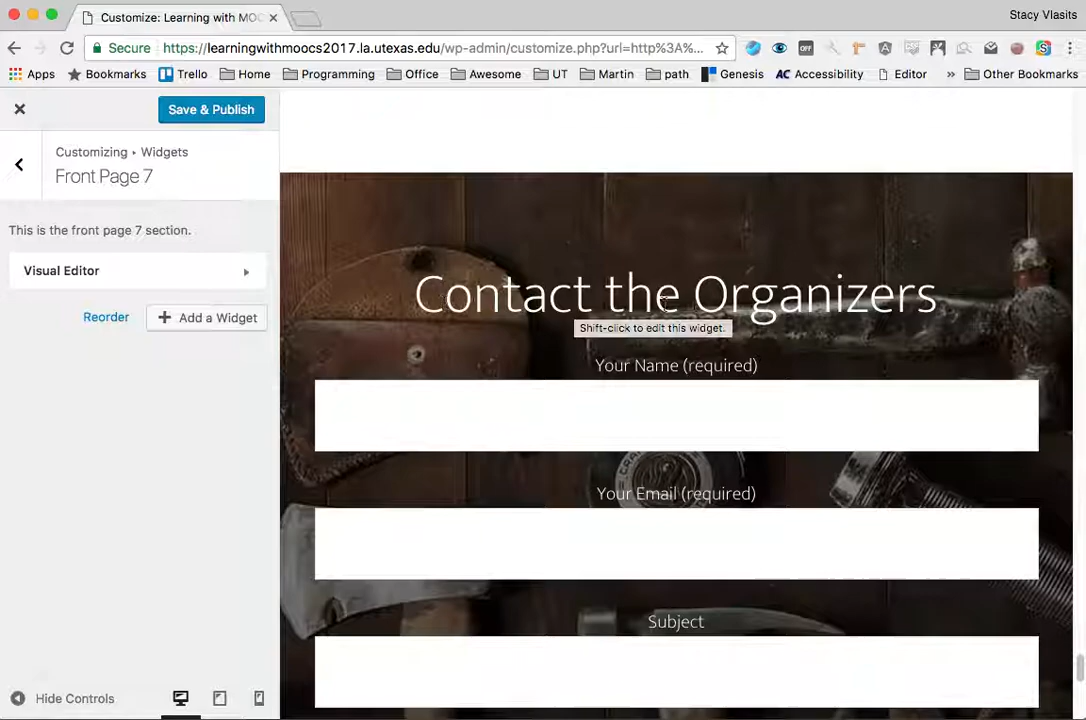 Customize: Learning with MOO
Stacy Vlasits
Secure
https://learningwithmoocs2017.la.utexas.edu/wp-admin/customize.php?url=http%3A%...
Apps
Bookmarks
Trello
Home
Programming
Office
Awesome
UT
Martin
path
Genesis
AC Accessibility
Editor
»
Other Bookmarks
Save & Publish
Customizing ▸ Widgets
Front Page 7
This is the front page 7 section.
Visual Editor
Reorder
Add a Widget
Hide Controls
Contact the Organizers
Shift-click to edit this widget.
Your Name (required)
Your Email (required)
Subject